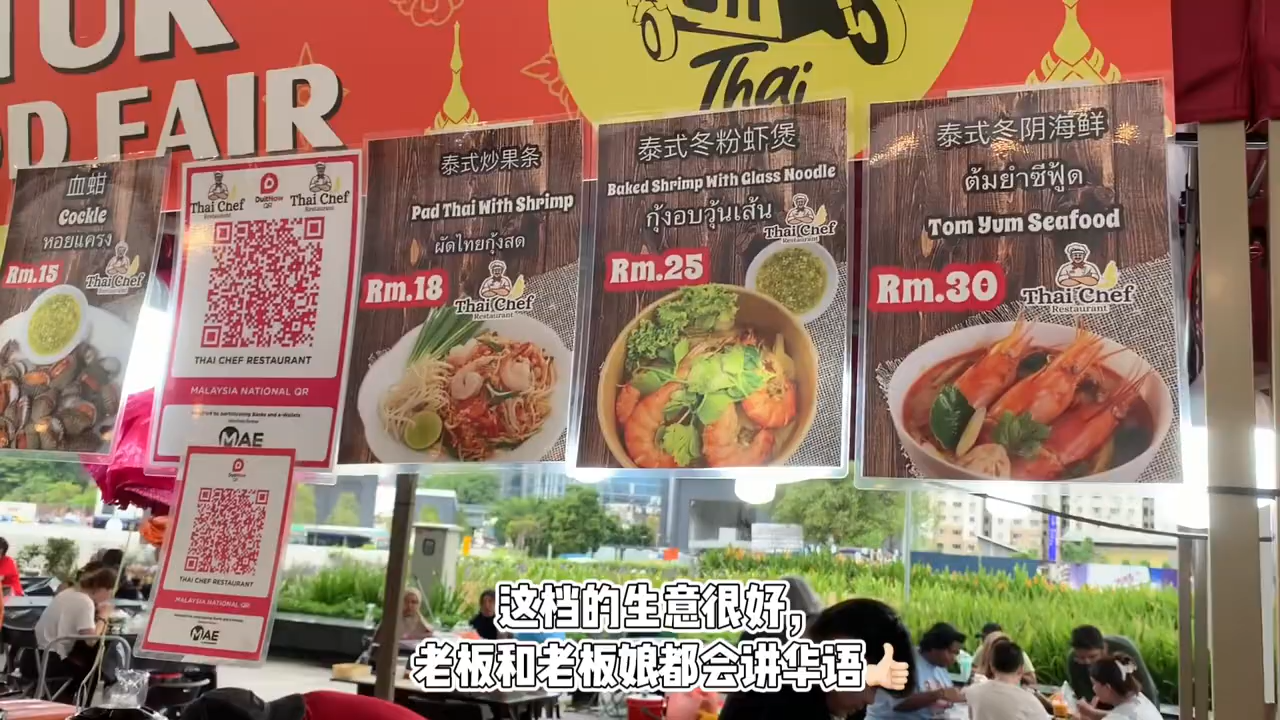 TUK
FOOD FAIR
Thai
血蚶
Cockle
หอยแครง
Rm.15
Thai Chef
Restaurant
Thai Chef
Restaurant
DuitNow
QR
Thai Chef
Restaurant
THAI CHEF RESTAURANT
MALAYSIA NATIONAL QR
MAE
THAI CHEF RESTAURANT
MALAYSIA NATIONAL QR
MAE
泰式炒果条
Pad Thai With Shrimp
ผัดไทยกุ้งสด
Rm.18
Thai Chef
Restaurant
泰式冬粉虾煲
Baked Shrimp With Glass Noodle
กุ้งอบวุ้นเส้น
Thai Chef
Restaurant
Rm.25
泰式冬阴海鲜
ต้มยำซีฟู้ด
Tom Yum Seafood
Rm.30
Thai Chef
Restaurant
这档的生意很好，
老板和老板娘都会讲华语👍🏻